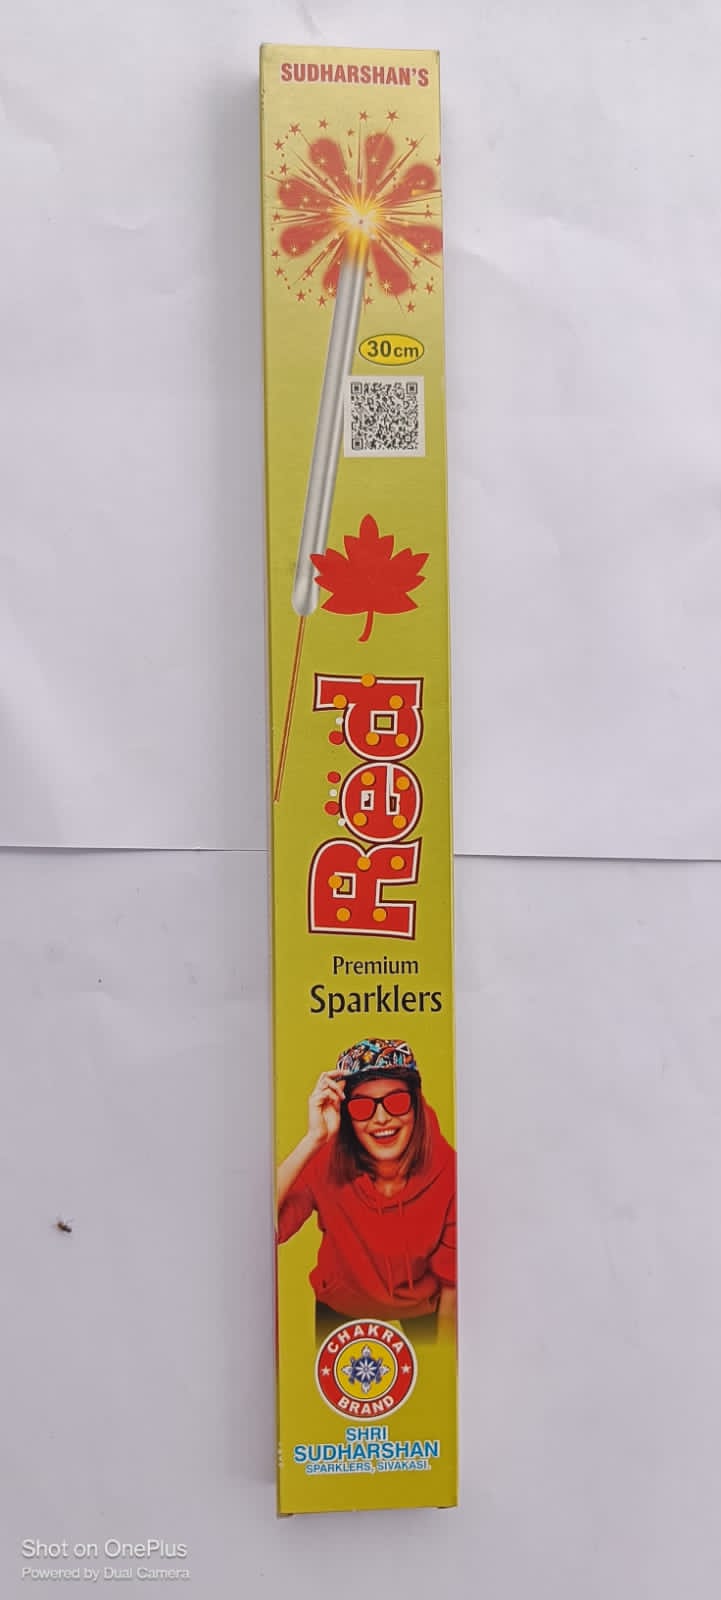 SUDHARSHAN'S
30cm
Red
Premium
Sparklers
CHAKRA
BRAND
SHRI
SUDHARSHAN
SPARKLERS, SIVAKASI.
Shot on OnePlus
Powered by Dual Camera